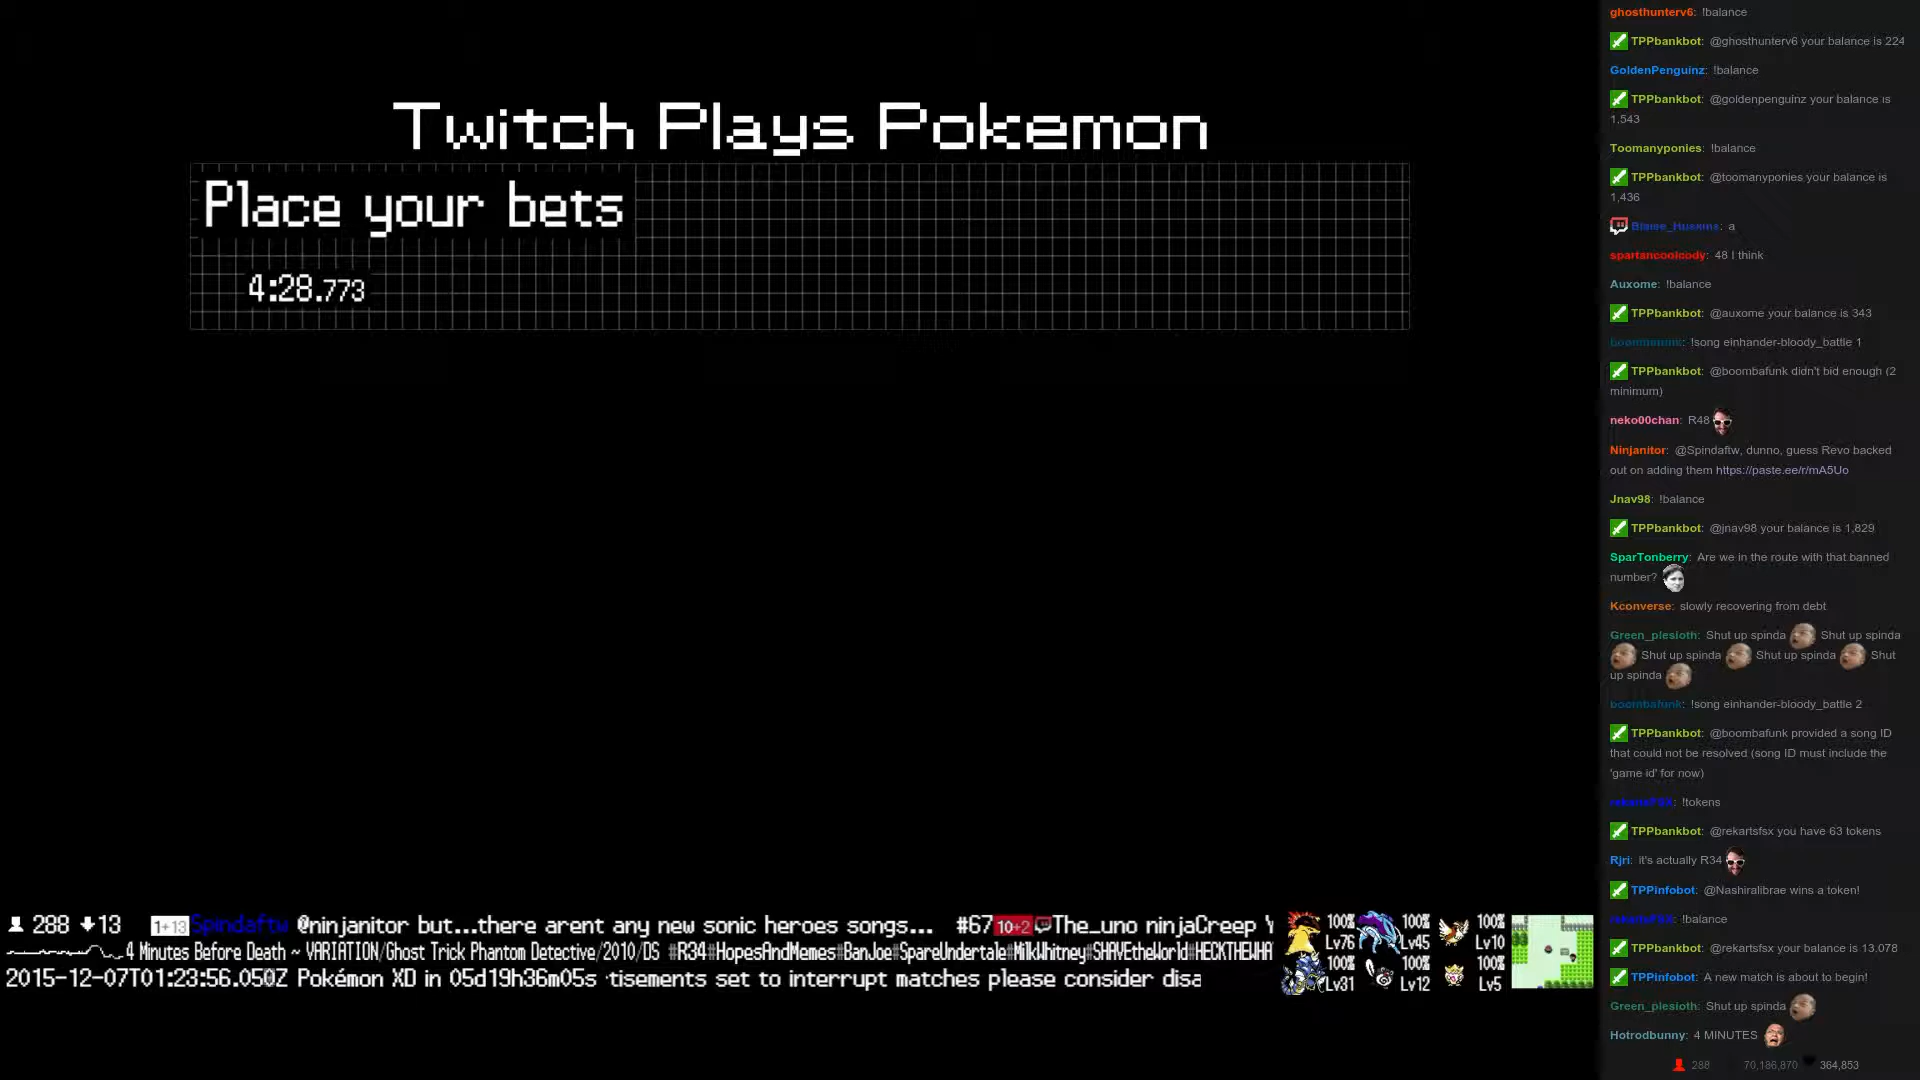 Twitch Plays Pokemon
Place your bets
4:28.773
288 13 1+13 Spindaftw @ninjanitor but...there arent any new sonic heroes songs... #67 10+2 The_uno ninjaCreep
4 Minutes Before Death ~ VARIATION/Ghost Trick Phantom Detective/2010/DS #R34#HopesAndMemes#BanJoe#SpareUndertale#MilkWhitney#SHAVEtheWorld#HECKTHEWHA
2015-12-07T01:23:56.050Z Pokémon XD in 05d19h36m05s tisements set to interrupt matches please consider disa
100% 100% 100%
Lv76 Lv45 Lv10
100% 100% 100%
Lv31 Lv12 Lv5
ghosthunterv6: !balance
TPPbankbot: @ghosthunterv6 your balance is 224
GoldenPenguinz: !balance
TPPbankbot: @goldenpenguinz your balance is
1,543
Toomanyponies: !balance
TPPbankbot: @toomanyponies your balance is
1,436
: a
spartancoolcody: 48 I think
Auxome: !balance
TPPbankbot: @auxome your balance is 343
boombafunk: !song einhander-bloody_battle 1
TPPbankbot: @boombafunk didn't bid enough (2
minimum)
neko00chan: R48
Ninjanitor: @Spindaftw, dunno, guess Revo backed
out on adding them https://paste.ee/r/mA5Uo
Jnav98: !balance
TPPbankbot: @jnav98 your balance is 1,829
SparTonberry: Are we in the route with that banned
number?
Kconverse: slowly recovering from debt
Green_plesioth: Shut up spinda Shut up spinda
Shut up spinda Shut up spinda Shut
up spinda
boombafunk: !song einhander-bloody_battle 2
TPPbankbot: @boombafunk provided a song ID
that could not be resolved (song ID must include the
'game id' for now)
rekartsFSX: !tokens
TPPbankbot: @rekartsfsx you have 63 tokens
Rjri: it's actually R34
TPPinfobot: @Nashiralibrae wins a token!
rekartsFSX: !balance
TPPbankbot: @rekartsfsx your balance is 13,078
TPPinfobot: A new match is about to begin!
Green_plesioth: Shut up spinda
Hotrodbunny: 4 MINUTES
288 70,186,870 364,853